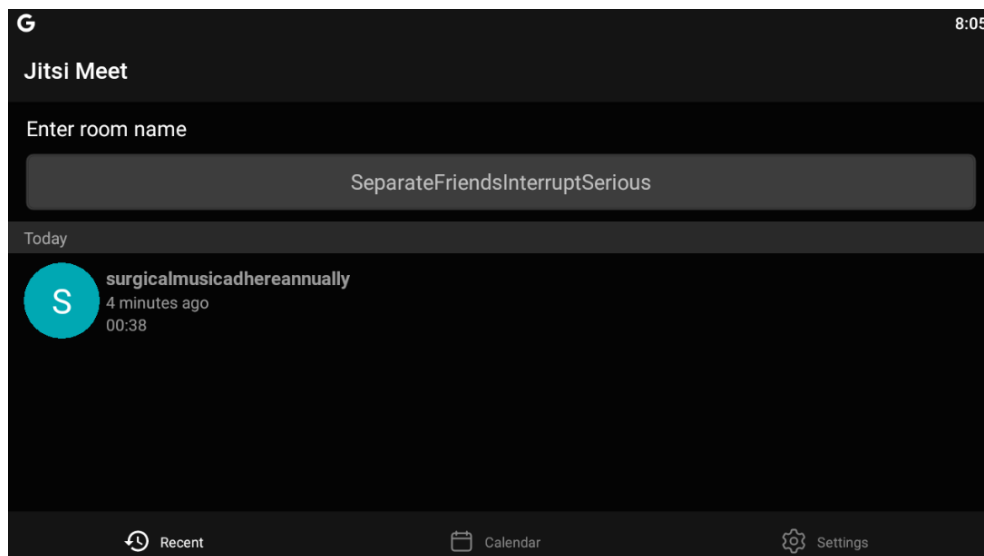 G
8:05
Jitsi Meet
Enter room name
SeparateFriendsInterruptSerious
Today
S
surgicalmusicadhereannually
4 minutes ago
00:38
Recent
Calendar
Settings